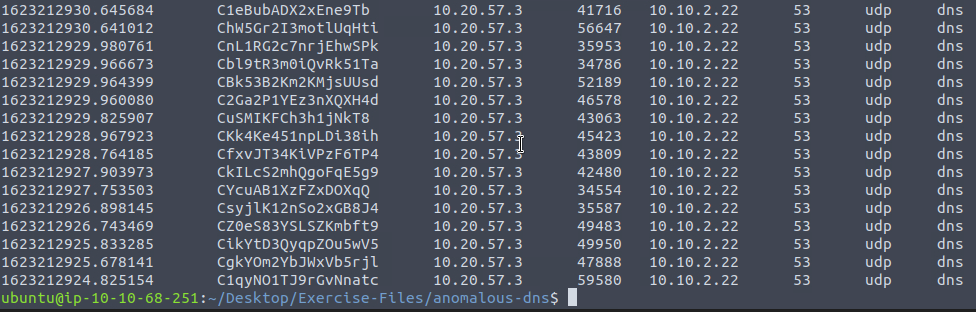 1623212930.645684 C1eBubADX2xEne9Tb 10.20.57.3 41716 10.10.2.22 53 udp dns
1623212930.641012 ChW5Gr2I3motlUqHti 10.20.57.3 56647 10.10.2.22 53 udp dns
1623212929.980761 CnL1RG2c7nrjEhwSPk 10.20.57.3 35953 10.10.2.22 53 udp dns
1623212929.966673 Cbl9tR3m0iQvRk51Ta 10.20.57.3 34786 10.10.2.22 53 udp dns
1623212929.964399 CBk53B2Km2KMjsUUsd 10.20.57.3 52189 10.10.2.22 53 udp dns
1623212929.960080 C2Ga2P1YEz3nXQXH4d 10.20.57.3 46578 10.10.2.22 53 udp dns
1623212929.825907 CuSMIKFCh3h1jNkT8 10.20.57.3 43063 10.10.2.22 53 udp dns
1623212928.967923 CKk4Ke451npLDi38ih 10.20.57.3 45423 10.10.2.22 53 udp dns
1623212928.764185 CfxvJT34KiVPzF6TP4 10.20.57.3 43809 10.10.2.22 53 udp dns
1623212927.903973 CkILcS2mhQgoFqE5g9 10.20.57.3 42480 10.10.2.22 53 udp dns
1623212927.753503 CYcuAB1XzFZxDOXqQ 10.20.57.3 34554 10.10.2.22 53 udp dns
1623212926.898145 CsyjlK12nSo2xGB8J4 10.20.57.3 35587 10.10.2.22 53 udp dns
1623212926.743469 CZ0eS83YSLSZKmbft9 10.20.57.3 49483 10.10.2.22 53 udp dns
1623212925.833285 CikYtD3QyqpZOu5wV5 10.20.57.3 49950 10.10.2.22 53 udp dns
1623212925.678141 CgkYOm2YbJWxVb5rjl 10.20.57.3 47888 10.10.2.22 53 udp dns
1623212924.825154 C1qyNO1TJ9rGvNnatc 10.20.57.3 59580 10.10.2.22 53 udp dns
ubuntu@ip-10-10-68-251:~/Desktop/Exercise-Files/anomalous-dns$